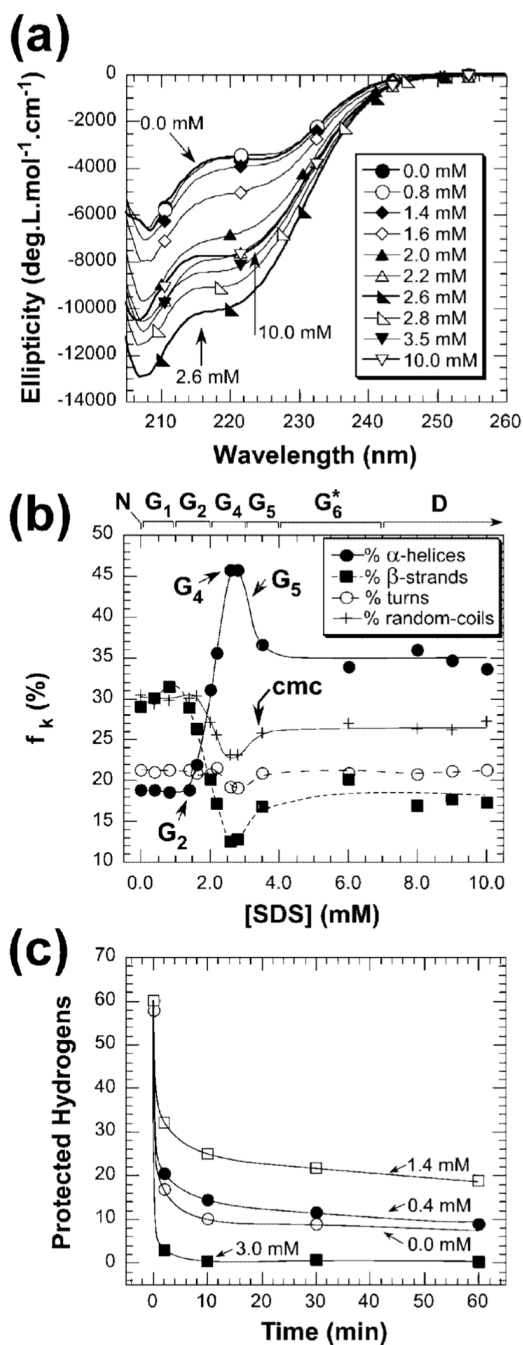 (a)
0
-2000
-4000
-6000
-8000
-10000
-12000
-14000
Ellipticity (deg.L.mol⁻¹.cm⁻¹)
0.0 mM
2.6 mM
10.0 mM
0.0 mM
0.8 mM
1.4 mM
1.6 mM
2.0 mM
2.2 mM
2.6 mM
2.8 mM
3.5 mM
10.0 mM
210 220 230 240 250 260
Wavelength (nm)
(b)
N G₁ G₂ G₄ G₅ G₆* D
50
45
40
35
30
25
20
15
10
fₖ (%)
% α-helices
% β-strands
% turns
% random-coils
G₄
G₅
cmc
G₂
0.0 2.0 4.0 6.0 8.0 10.0
[SDS] (mM)
(c)
70
60
50
40
30
20
10
0
Protected Hydrogens
1.4 mM
0.4 mM
0.0 mM
3.0 mM
0 10 20 30 40 50 60
Time (min)